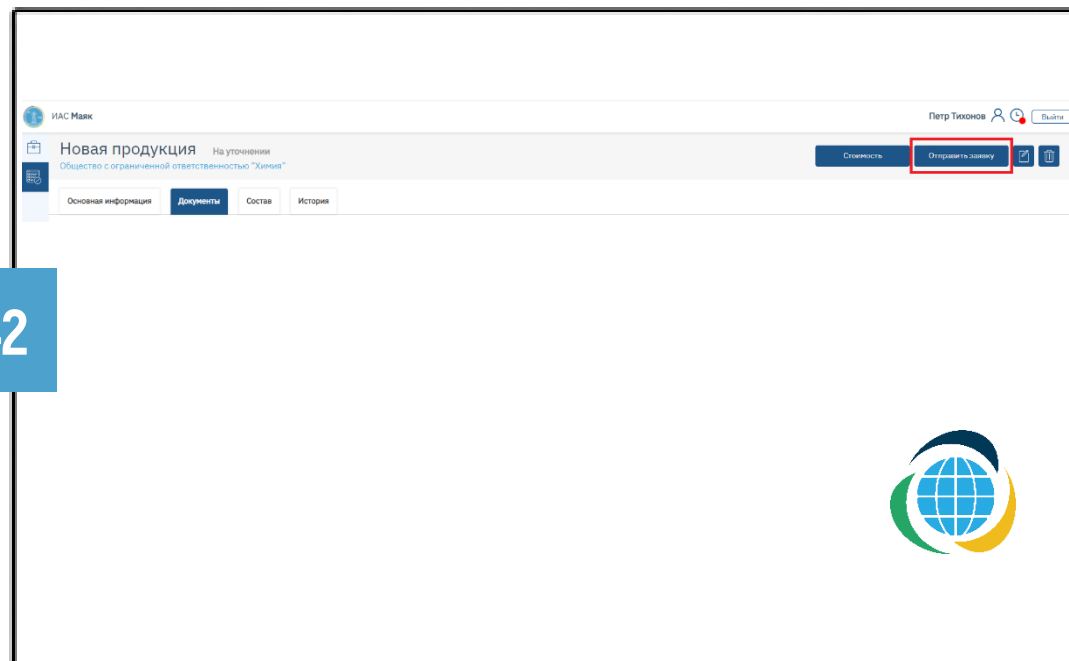 ИАС Маяк
Петр Тихонов
Выйти
Новая продукция На уточнении
Общество с ограниченной ответственностью "Химия"
Стоимость
Отправить заявку
Основная информация
Документы
Состав
История
2